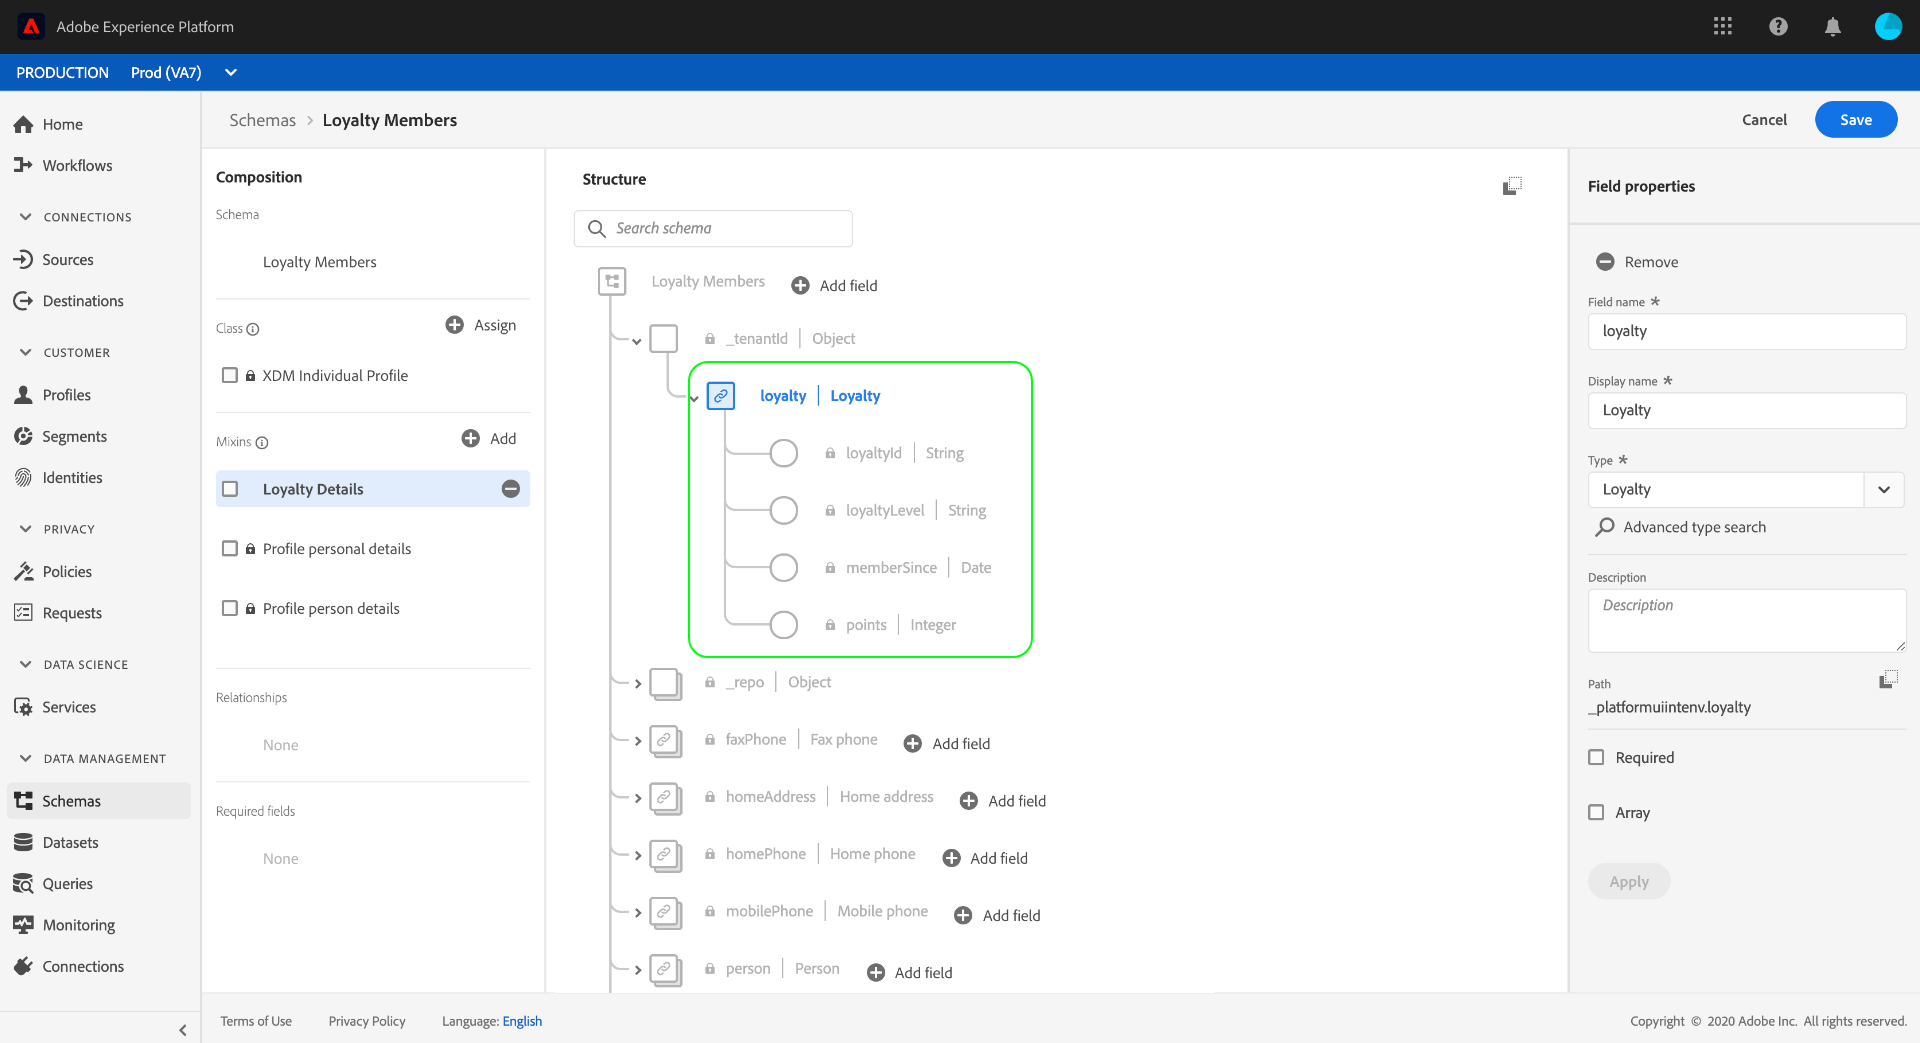 Adobe Experience Platform
PRODUCTION Prod (VA7)
Home
Workflows
CONNECTIONS
Sources
Destinations
CUSTOMER
Profiles
Segments
Identities
PRIVACY
Policies
Requests
DATA SCIENCE
Services
DATA MANAGEMENT
Schemas
Datasets
Queries
Monitoring
Connections
Schemas > Loyalty Members
Cancel
Save
Composition
Schema
Loyalty Members
Class
Assign
XDM Individual Profile
Mixins
Add
Loyalty Details
Profile personal details
Profile person details
Relationships
None
Required fields
None
Structure
Search schema
Loyalty Members Add field
_tenantId | Object
loyalty | Loyalty
loyaltyId | String
loyaltyLevel | String
memberSince | Date
points | Integer
_repo | Object
faxPhone | Fax phone Add field
homeAddress | Home address Add field
homePhone | Home phone Add field
mobilePhone | Mobile phone Add field
person | Person Add field
Field properties
Remove
Field name *
loyalty
Display name *
Loyalty
Type *
Loyalty
Advanced type search
Description
Description
Path
_platformuiintenv.loyalty
Required
Array
Apply
Terms of Use Privacy Policy Language: English
Copyright © 2020 Adobe Inc. All rights reserved.